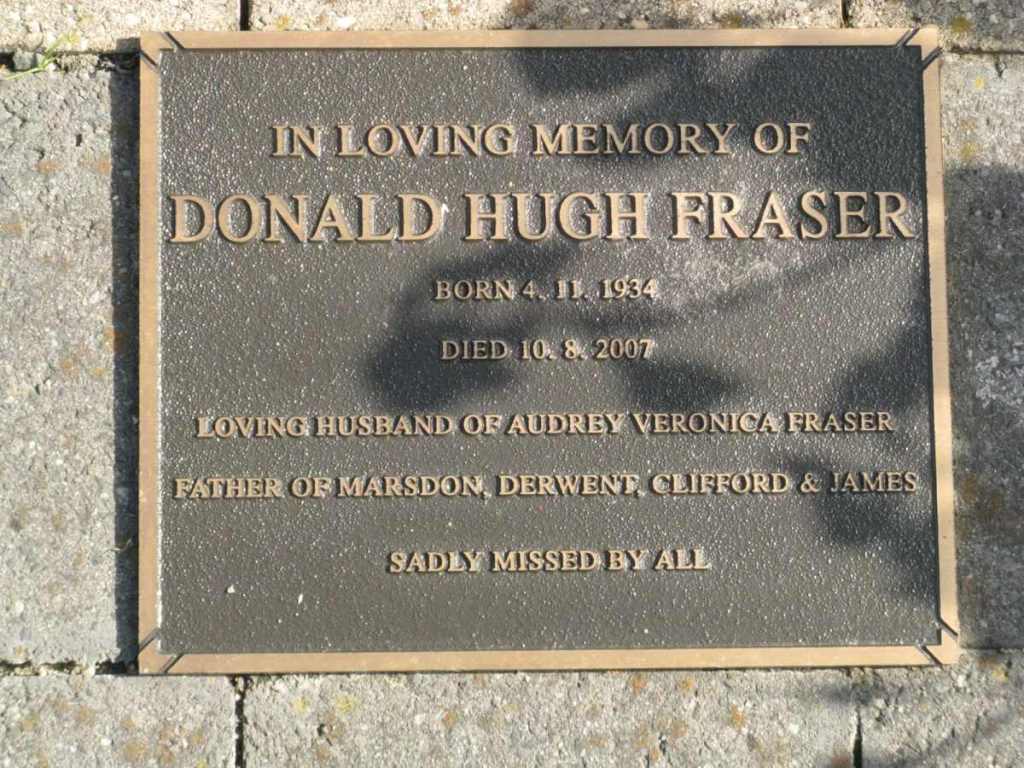 IN LOVING MEMORY OF
DONALD HUGH FRASER
BORN 4. 11. 1934
DIED 10. 8. 2007
LOVING HUSBAND OF AUDREY VERONICA FRASER
FATHER OF MARSDON, DERWENT, CLIFFORD & JAMES
SADLY MISSED BY ALL